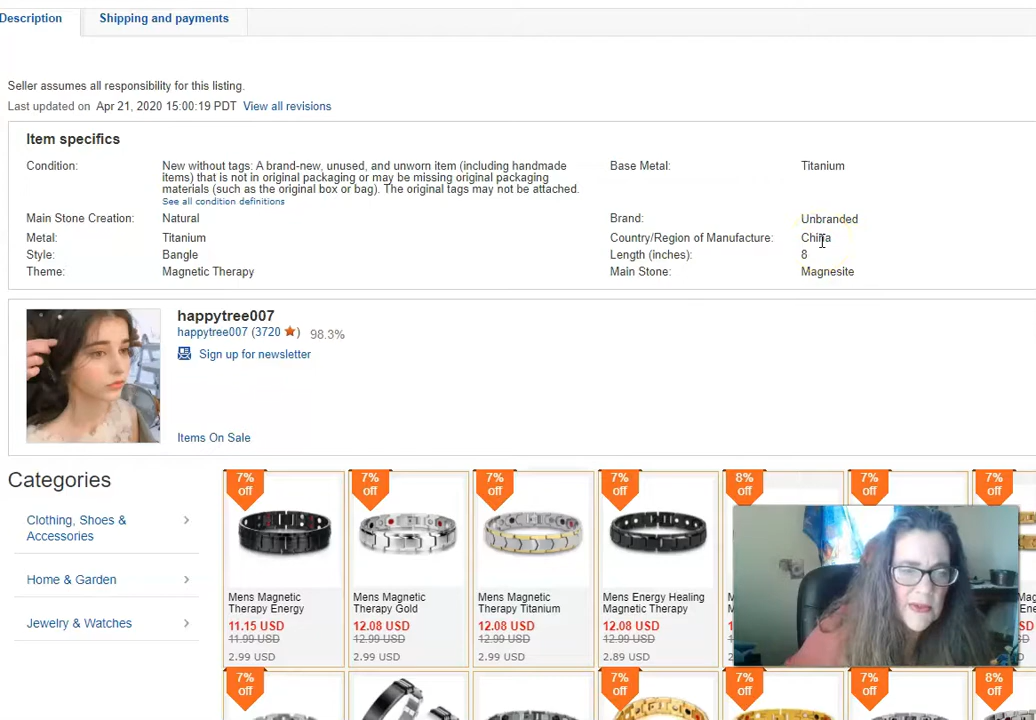 Description
Shipping and payments
Seller assumes all responsibility for this listing.
Last updated on Apr 21, 2020 15:00:19 PDT View all revisions
Item specifics
Condition:
New without tags: A brand-new, unused, and unworn item (including handmade
items) that is not in original packaging or may be missing original packaging
materials (such as the original box or bag). The original tags may not be attached.
See all condition definitions
Base Metal:
Titanium
Main Stone Creation:
Natural
Brand:
Unbranded
Metal:
Titanium
Country/Region of Manufacture:
China
Style:
Bangle
Length (inches):
8
Theme:
Magnetic Therapy
Main Stone:
Magnesite
happytree007
happytree007 (3720 ) 98.3%
Sign up for newsletter
Items On Sale
Categories
Clothing, Shoes &
Accessories
Home & Garden
Jewelry & Watches
7%
off
7%
off
7%
off
7%
off
8%
off
7%
off
7%
off
Mens Magnetic
Therapy Energy
11.15 USD
11.99 USD
2.99 USD
Mens Magnetic
Therapy Gold
12.08 USD
12.99 USD
2.99 USD
Mens Magnetic
Therapy Titanium
12.08 USD
12.99 USD
2.99 USD
Mens Energy Healing
Magnetic Therapy
12.08 USD
12.99 USD
2.89 USD
7%
off
7%
off
7%
off
7%
off
7%
off
8%
off